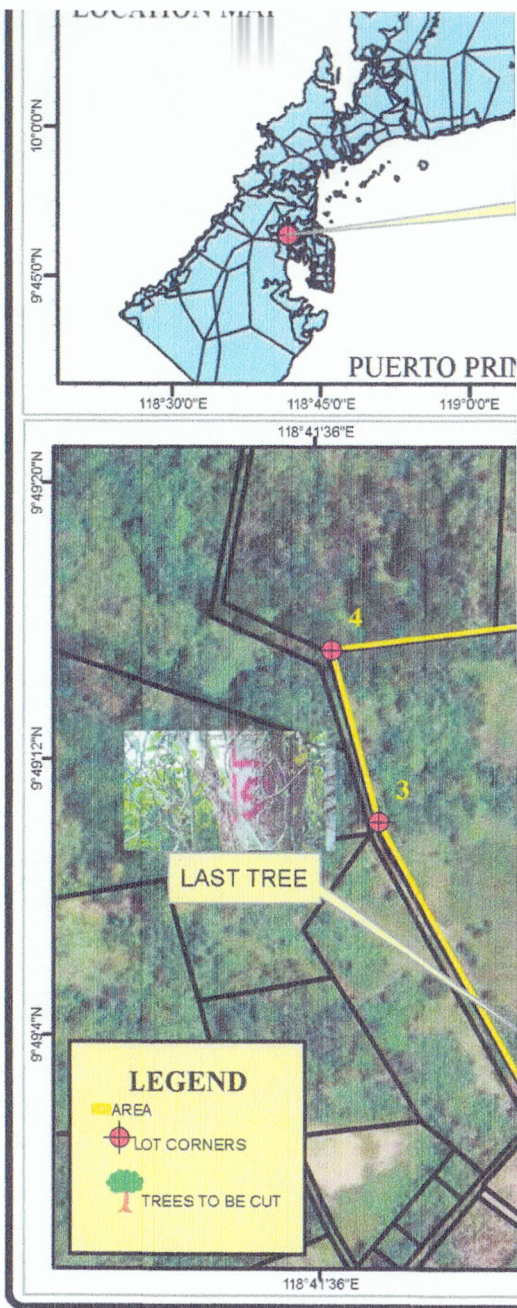 LOCATION MAP
10°0'0"N
9°45'0"N
PUERTO PRIN
118°30'0"E 118°45'0"E 119°0'0"E
118°41'36"E
9°49'20"N
4
9°49'12"N
3
LAST TREE
9°49'4"N
LEGEND
AREA
LOT CORNERS
TREES TO BE CUT
118°41'36"E